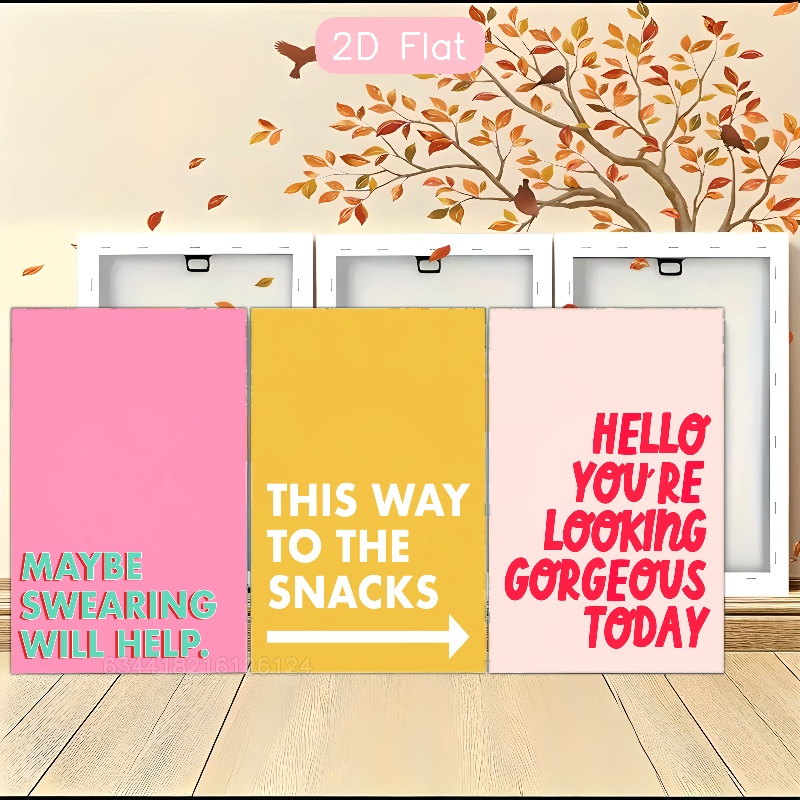 2D Flat
MAYBE
SWEARING
WILL HELP.
THIS WAY
TO THE
SNACKS
HELLO
YOU'RE
LOOKING
GORGEOUS
TODAY
634418216126124